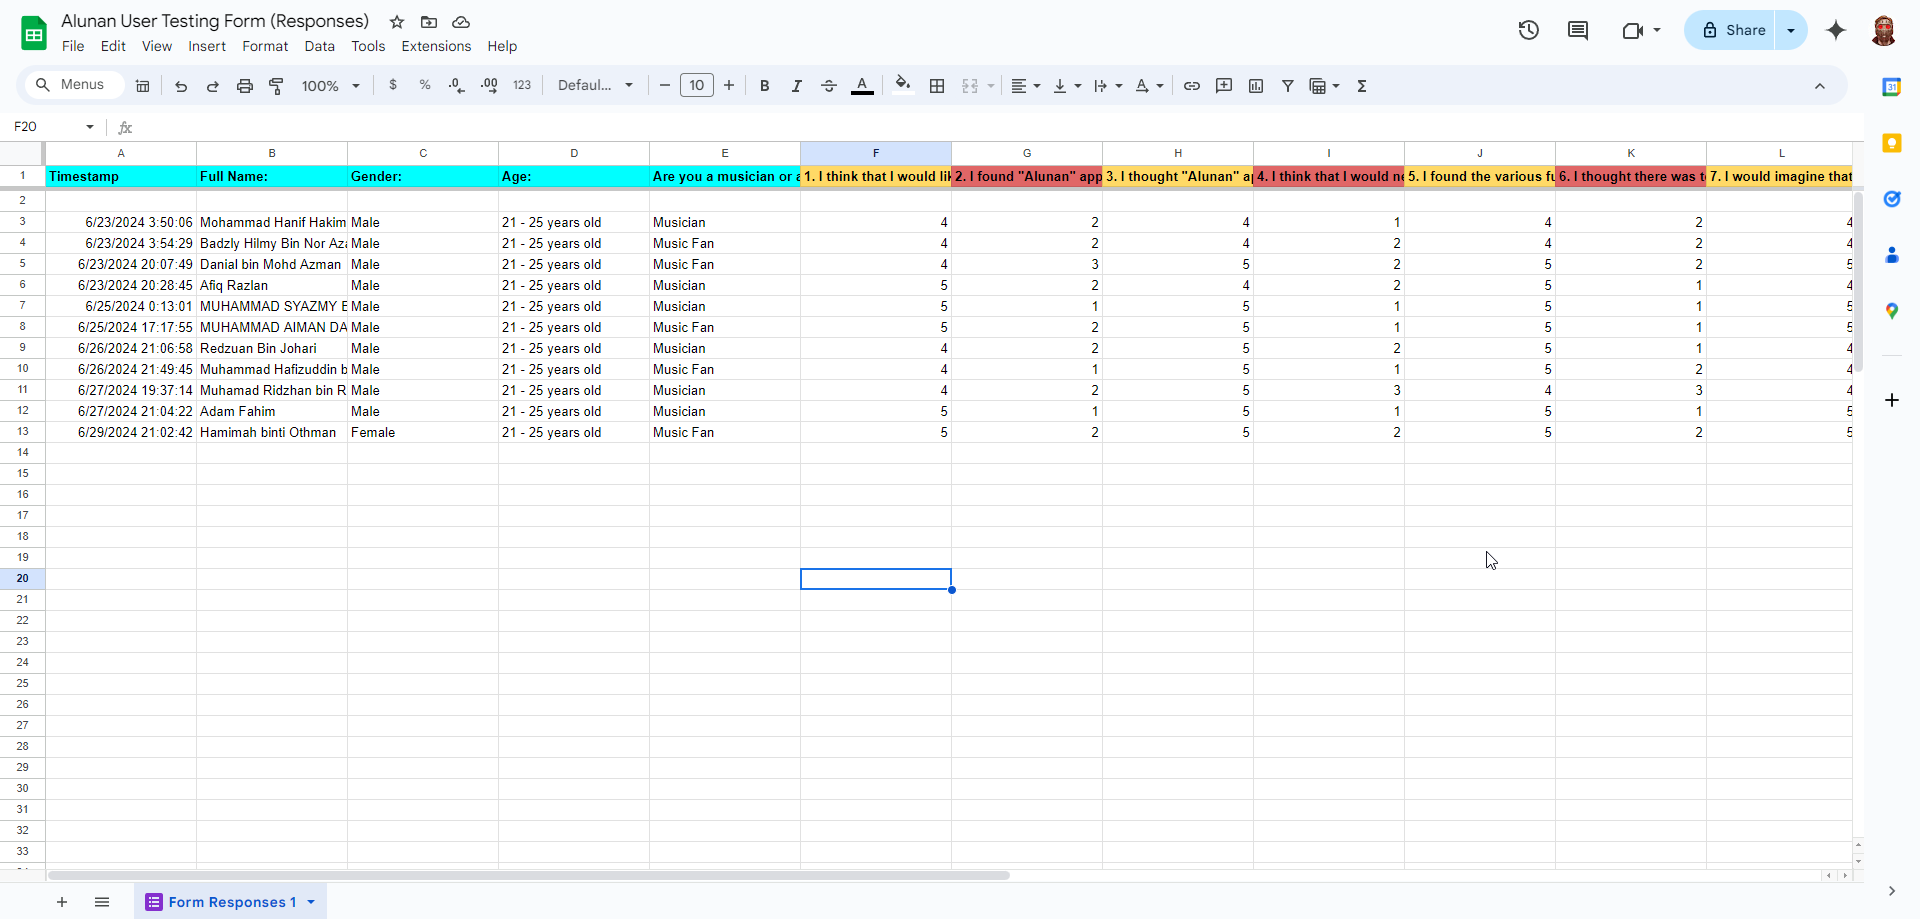 Alunan User Testing Form (Responses)
File Edit View Insert Format Data Tools Extensions Help
Share
Menus 100% $ % .0 .00 123 Defaul... 10 B I A
F20 fx
A B C D E F G H I J K L
1 Timestamp Full Name: Gender: Age: Are you a musician or a 1. I think that I would lik 2. I found "Alunan" app 3. I thought "Alunan" ap 4. I think that I would ne 5. I found the various fu 6. I thought there was t 7. I would imagine that
2
3 6/23/2024 3:50:06 Mohammad Hanif Hakim Male 21 - 25 years old Musician 4 2 4 1 4 2 4
4 6/23/2024 3:54:29 Badzly Hilmy Bin Nor Aza Male 21 - 25 years old Music Fan 4 2 4 2 4 2 4
5 6/23/2024 20:07:49 Danial bin Mohd Azman Male 21 - 25 years old Music Fan 4 3 5 2 5 2 5
6 6/23/2024 20:28:45 Afiq Razlan Male 21 - 25 years old Musician 5 2 4 2 5 1 4
7 6/25/2024 0:13:01 MUHAMMAD SYAZMY B Male 21 - 25 years old Musician 5 1 5 1 5 1 5
8 6/25/2024 17:17:55 MUHAMMAD AIMAN DA Male 21 - 25 years old Music Fan 5 2 5 1 5 1 5
9 6/26/2024 21:06:58 Redzuan Bin Johari Male 21 - 25 years old Musician 4 2 5 2 5 1 4
10 6/26/2024 21:49:45 Muhammad Hafizuddin b Male 21 - 25 years old Music Fan 4 1 5 1 5 2 4
11 6/27/2024 19:37:14 Muhamad Ridzhan bin R Male 21 - 25 years old Musician 4 2 5 3 4 3 4
12 6/27/2024 21:04:22 Adam Fahim Male 21 - 25 years old Musician 5 1 5 1 5 1 5
13 6/29/2024 21:02:42 Hamimah binti Othman Female 21 - 25 years old Music Fan 5 2 5 2 5 2 5
14
15
16
17
18
19
20
21
22
23
24
25
26
27
28
29
30
31
32
33
Form Responses 1
31